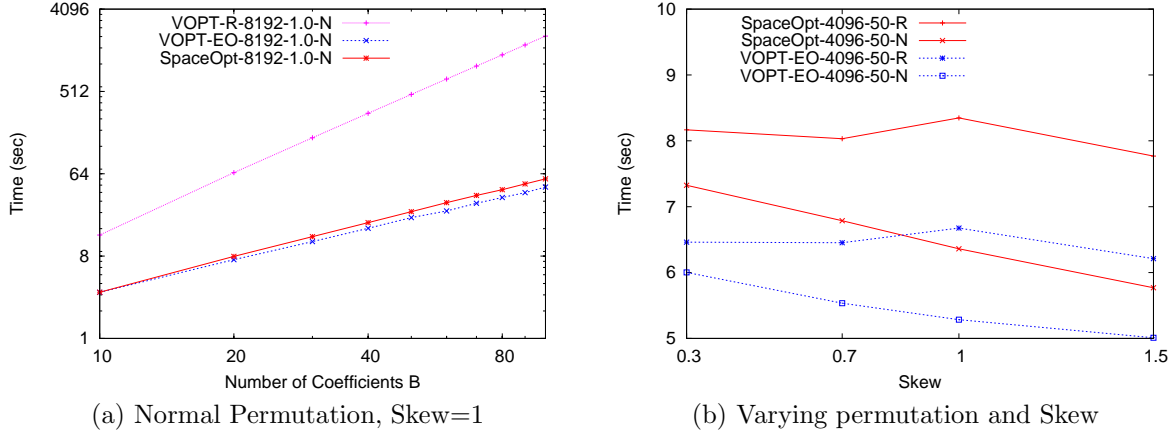 4096
512
64
8
1
Time (sec)
VOPT-R-8192-1.0-N
VOPT-EO-8192-1.0-N
SpaceOpt-8192-1.0-N
10
20
40
80
Number of Coefficients B
(a) Normal Permutation, Skew=1
10
9
8
7
6
5
Time (sec)
SpaceOpt-4096-50-R
SpaceOpt-4096-50-N
VOPT-EO-4096-50-R
VOPT-EO-4096-50-N
0.3
0.7
1
1.5
Skew
(b) Varying permutation and Skew